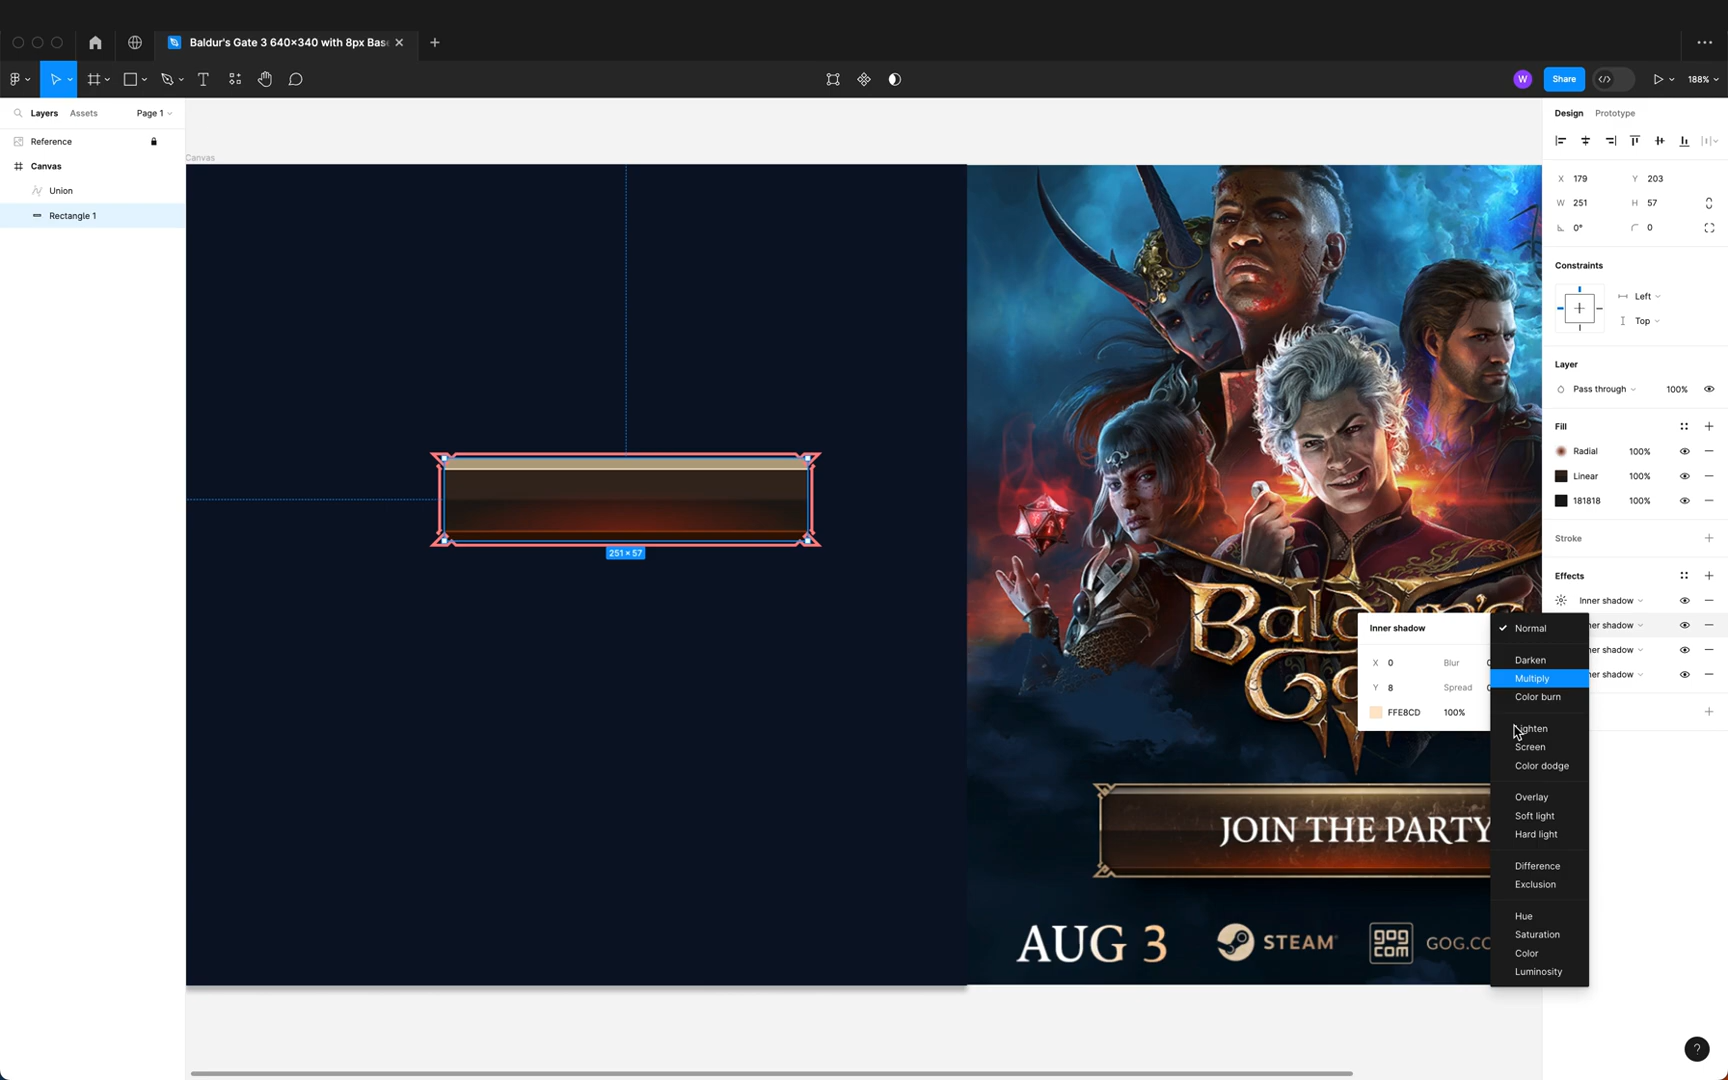 Baldur's Gate 3 640×340 with 8px Bas
W
Share
188%
Layers
Assets
Page 1
Design
Prototype
Reference
Canvas
Union
Rectangle 1
Canvas
X 179 Y 203
W 251 H 57
0° 0
Constraints
Left
Top
Layer
Pass through 100%
Fill
Radial 100%
Linear 100%
181818 100%
Stroke
Effects
Inner shadow
ner shadow
ner shadow
ner shadow
251 × 57
Inner shadow
X 0 Blur
Y 8 Spread
FFE8CD 100%
Normal
Darken
Multiply
Color burn
Lighten
Screen
Color dodge
Overlay
Soft light
Hard light
Difference
Exclusion
Hue
Saturation
Color
Luminosity
Baldur's
Ga
JOIN THE PARTY
AUG 3
STEAM
gog
com
GOG.CO
?